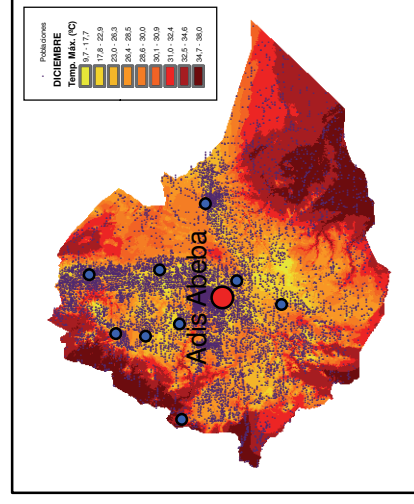 Poblaciones
DICIEMBRE
Temp. Máx. (ºC)
9,7 - 17,7
17,8 - 22,9
23,0 - 26,3
26,4 - 28,5
28,6 - 30,0
30,1 - 30,9
31,0 - 32,4
32,5 - 34,6
34,7 - 38,0
Adis Abeba